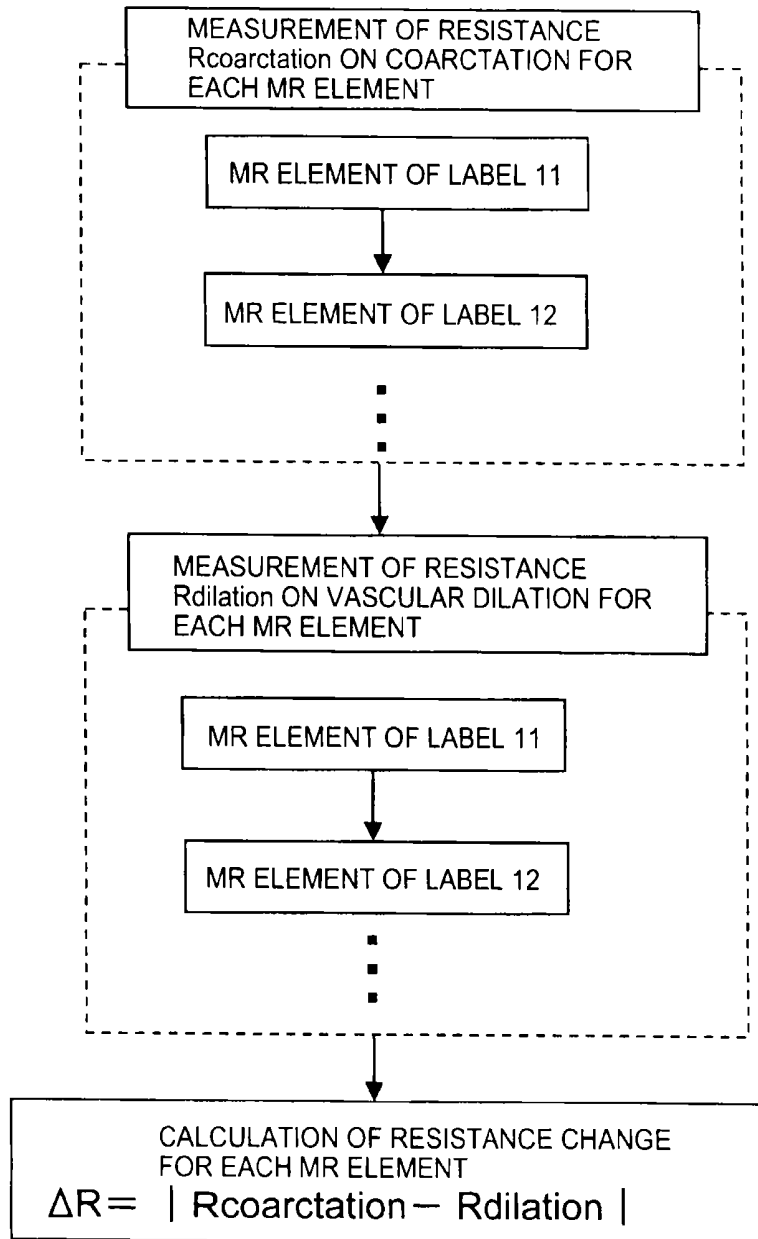 MEASUREMENT OF RESISTANCE
Rcoarctation ON COARCTATION FOR
EACH MR ELEMENT
MR ELEMENT OF LABEL 11
MR ELEMENT OF LABEL 12
MEASUREMENT OF RESISTANCE
Rdilation ON VASCULAR DILATION FOR
EACH MR ELEMENT
MR ELEMENT OF LABEL 11
MR ELEMENT OF LABEL 12
CALCULATION OF RESISTANCE CHANGE
FOR EACH MR ELEMENT
ΔR= | Rcoarctation− Rdilation |